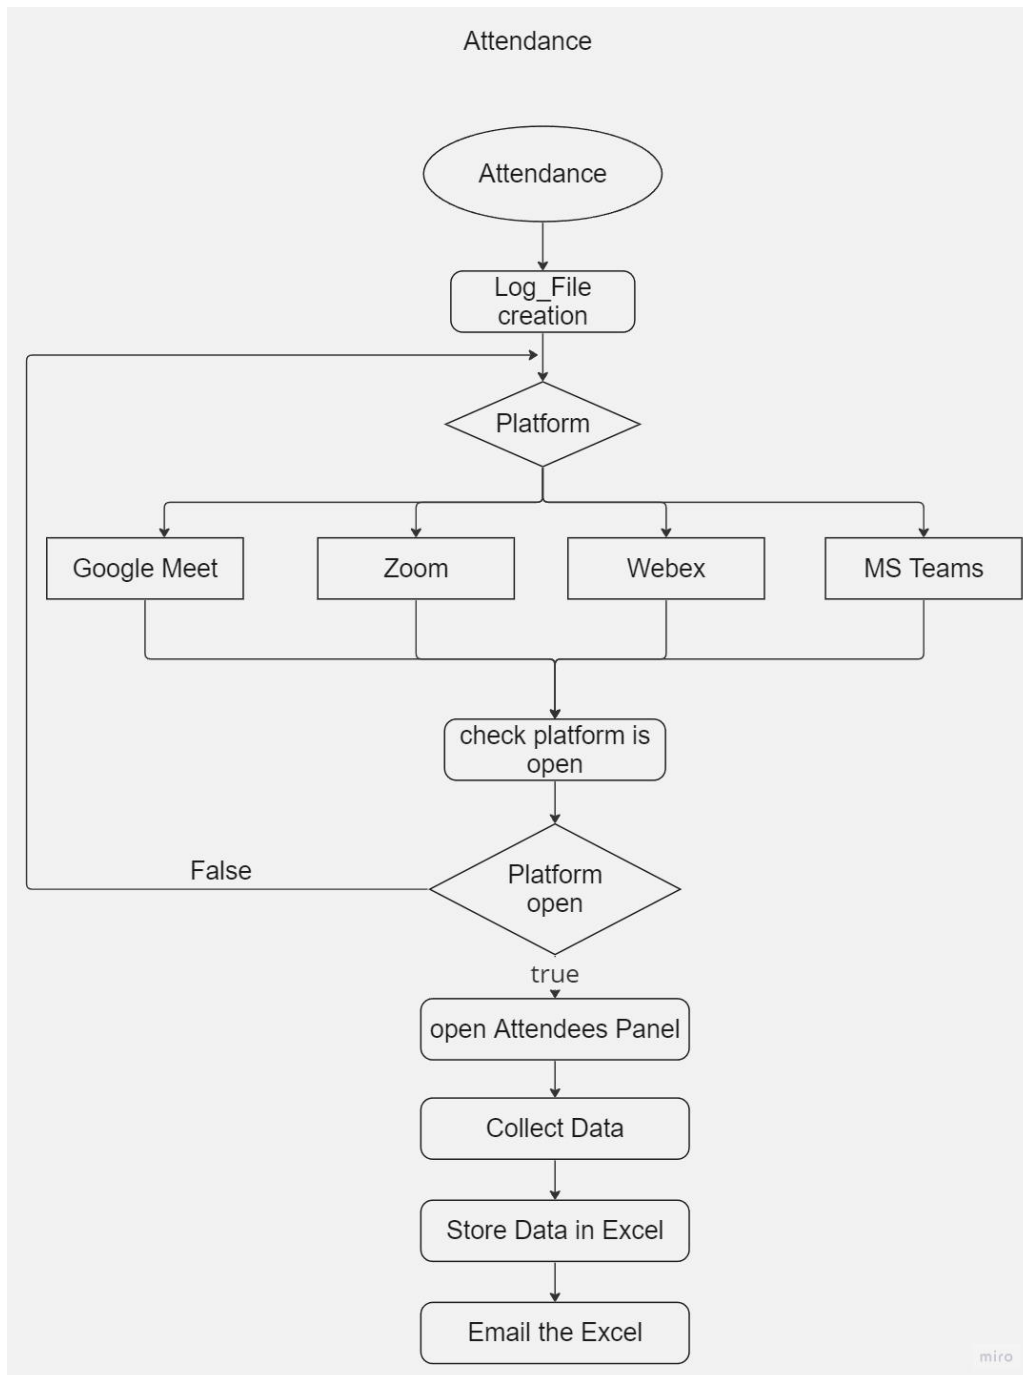 Attendance
Attendance
Log_File
creation
Platform
Google Meet
Zoom
Webex
MS Teams
check platform is
open
Platform
open
False
true
open Attendees Panel
Collect Data
Store Data in Excel
Email the Excel
miro